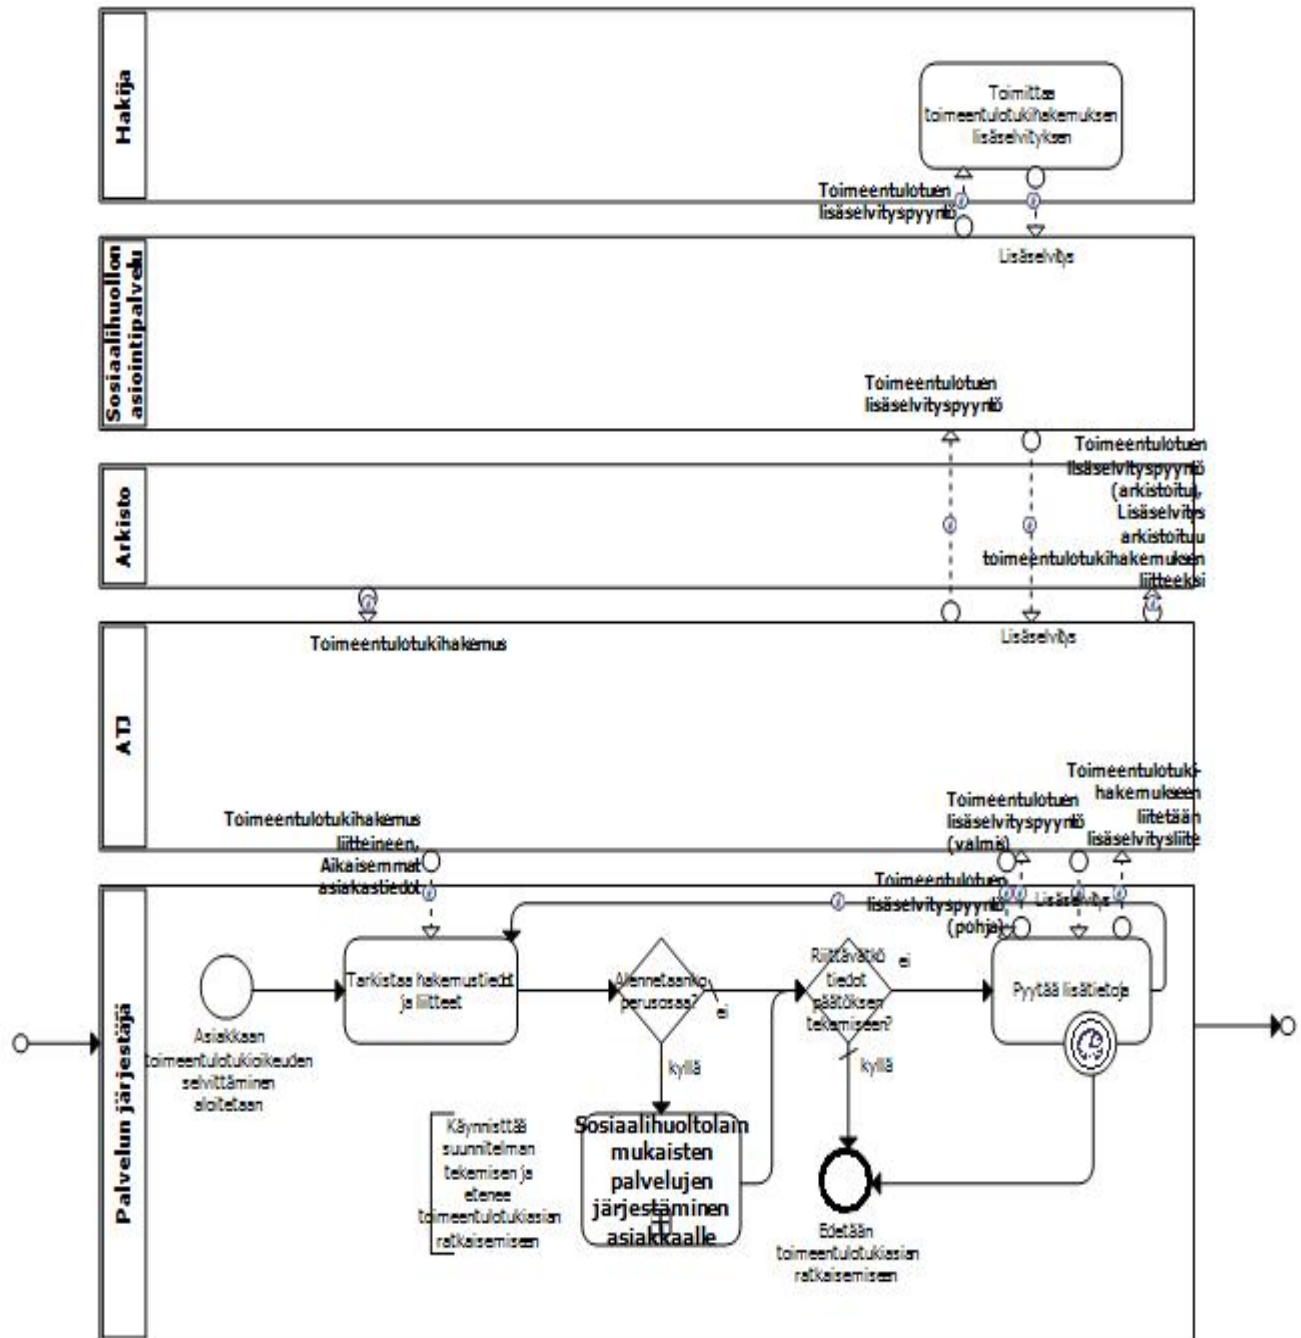 Hakija
Toimittaa
toimeentulotukihakemuksen
lisäselvityksen
Toimeentulotuen
lisäselvityspyyntö
Sosiaalihuollon
asiointipalvelu
Lisäselvitys
Toimeentulotuen
lisäselvityspyyntö
Arkisto
Toimeentulotuen
lisäselvityspyyntö
(arkistoitu),
Lisäselvitys
arkistoituu
toimeentulotukihakemuksen
liitteeksi
ATJ
Toimeentulotukihakemus
Lisäselvitys
Toimeentulotukihakemus
liitteineen,
Aikaisemmat
asiakastiedot
Toimeentulotuen
lisäselvityspyyntö
(valmis)
Toimeentulotuki-
hakemukseen
liitetään
lisäselvitysliite
Palvelun järjestäjä
Toimeentulotuen
lisäselvityspyyntö
(pohja)
Lisäselvitys
Asiakkaan
toimeentulotukioikeuden
selvittäminen
aloitetaan
Tarkistaa hakemustiedot
ja liitteet
Alennetaanko
perusosaa?
ei
kyllä
Riittävätkö
tiedot
päätöksen
tekemiseen?
ei
kyllä
Pyytää lisätietoja
Käynnisttää
suunnitelman
tekemisen ja
etenee
toimeentulotukiasian
ratkaisemiseen
Sosiaalihuoltolain
mukaisten
palvelujen
järjestäminen
asiakkaalle
Edetään
toimeentulotukiasian
ratkaisemiseen